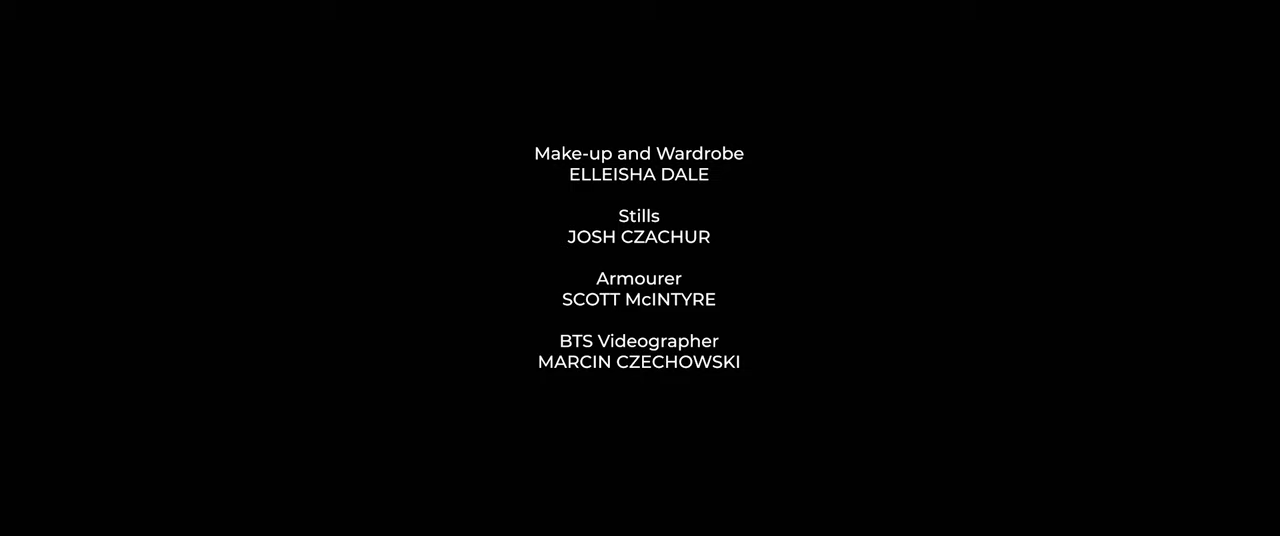 Make-up and Wardrobe
ELLEISHA DALE
Stills
JOSH CZACHUR
Armourer
SCOTT McINTYRE
BTS Videographer
MARCIN CZECHOWSKI